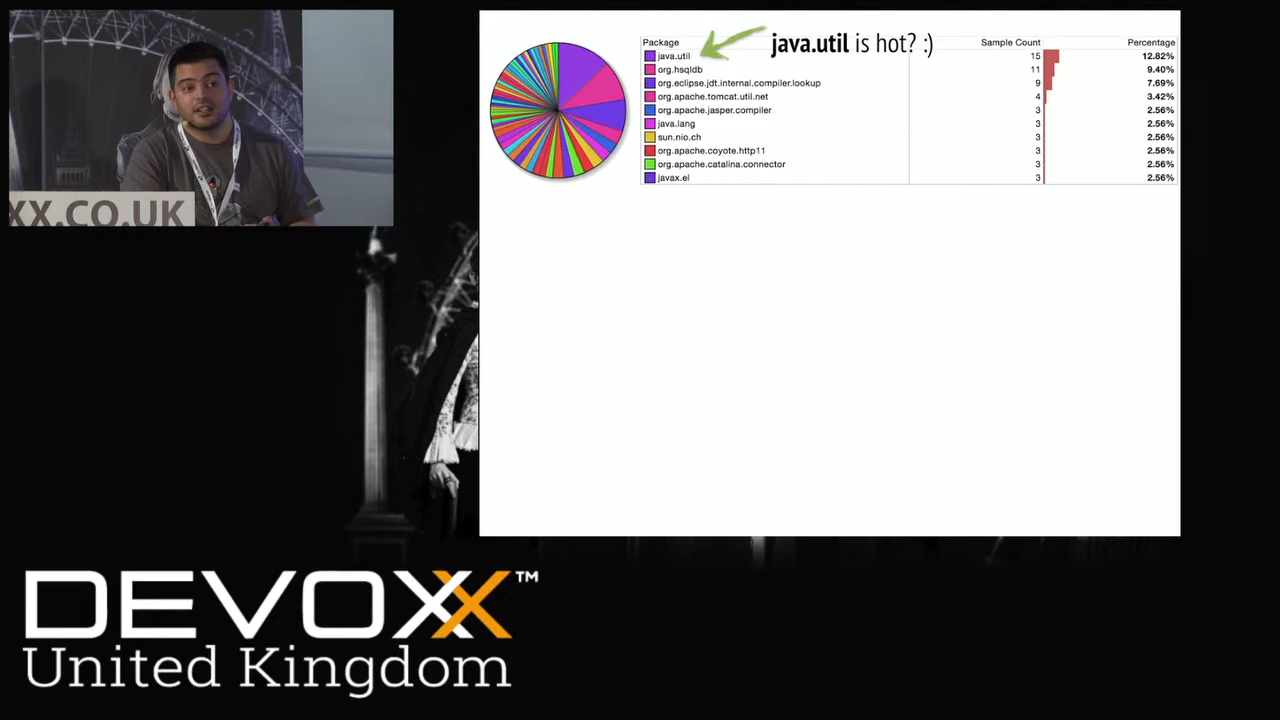 XX.CO.UK
java.util is hot? :)
Package Sample Count Percentage
java.util 15 12.82%
org.hsqldb 11 9.40%
org.eclipse.jdt.internal.compiler.lookup 9 7.69%
org.apache.tomcat.util.net 4 3.42%
org.apache.jasper.compiler 3 2.56%
java.lang 3 2.56%
sun.nio.ch 3 2.56%
org.apache.coyote.http11 3 2.56%
org.apache.catalina.connector 3 2.56%
javax.el 3 2.56%
DEVOXX™
United Kingdom